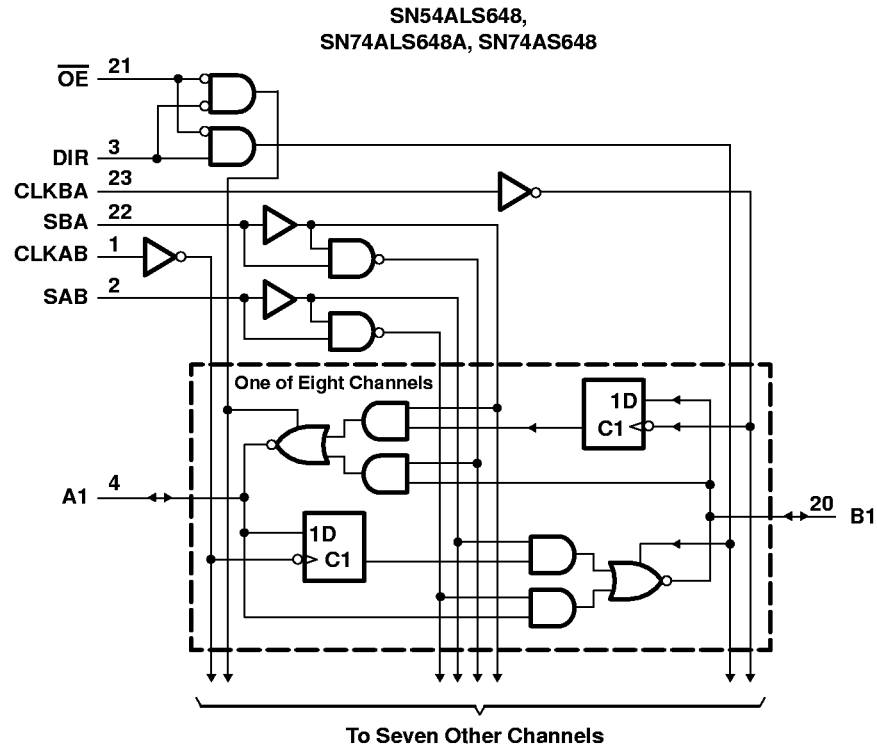 SN54ALS648,
SN74ALS648A, SN74AS648
OE 21
DIR 3
CLKBA 23
SBA 22
CLKAB 1
SAB 2
One of Eight Channels
1D
C1
A1 4
20 B1
1D
C1
To Seven Other Channels